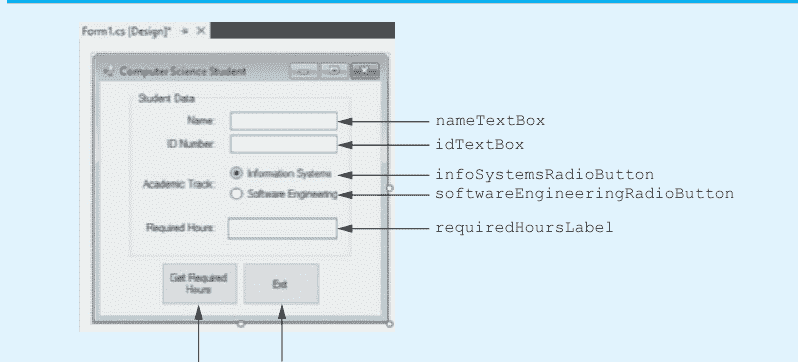 Form1.cs [Design]*
Computer Science Student
Student Data
Name: nameTextBox
ID Number: idTextBox
Information Systems infoSystemsRadioButton
Academic Track:
Software Engineering softwareEngineeringRadioButton
Required Hours: requiredHoursLabel
Get Required
Hours
Exit